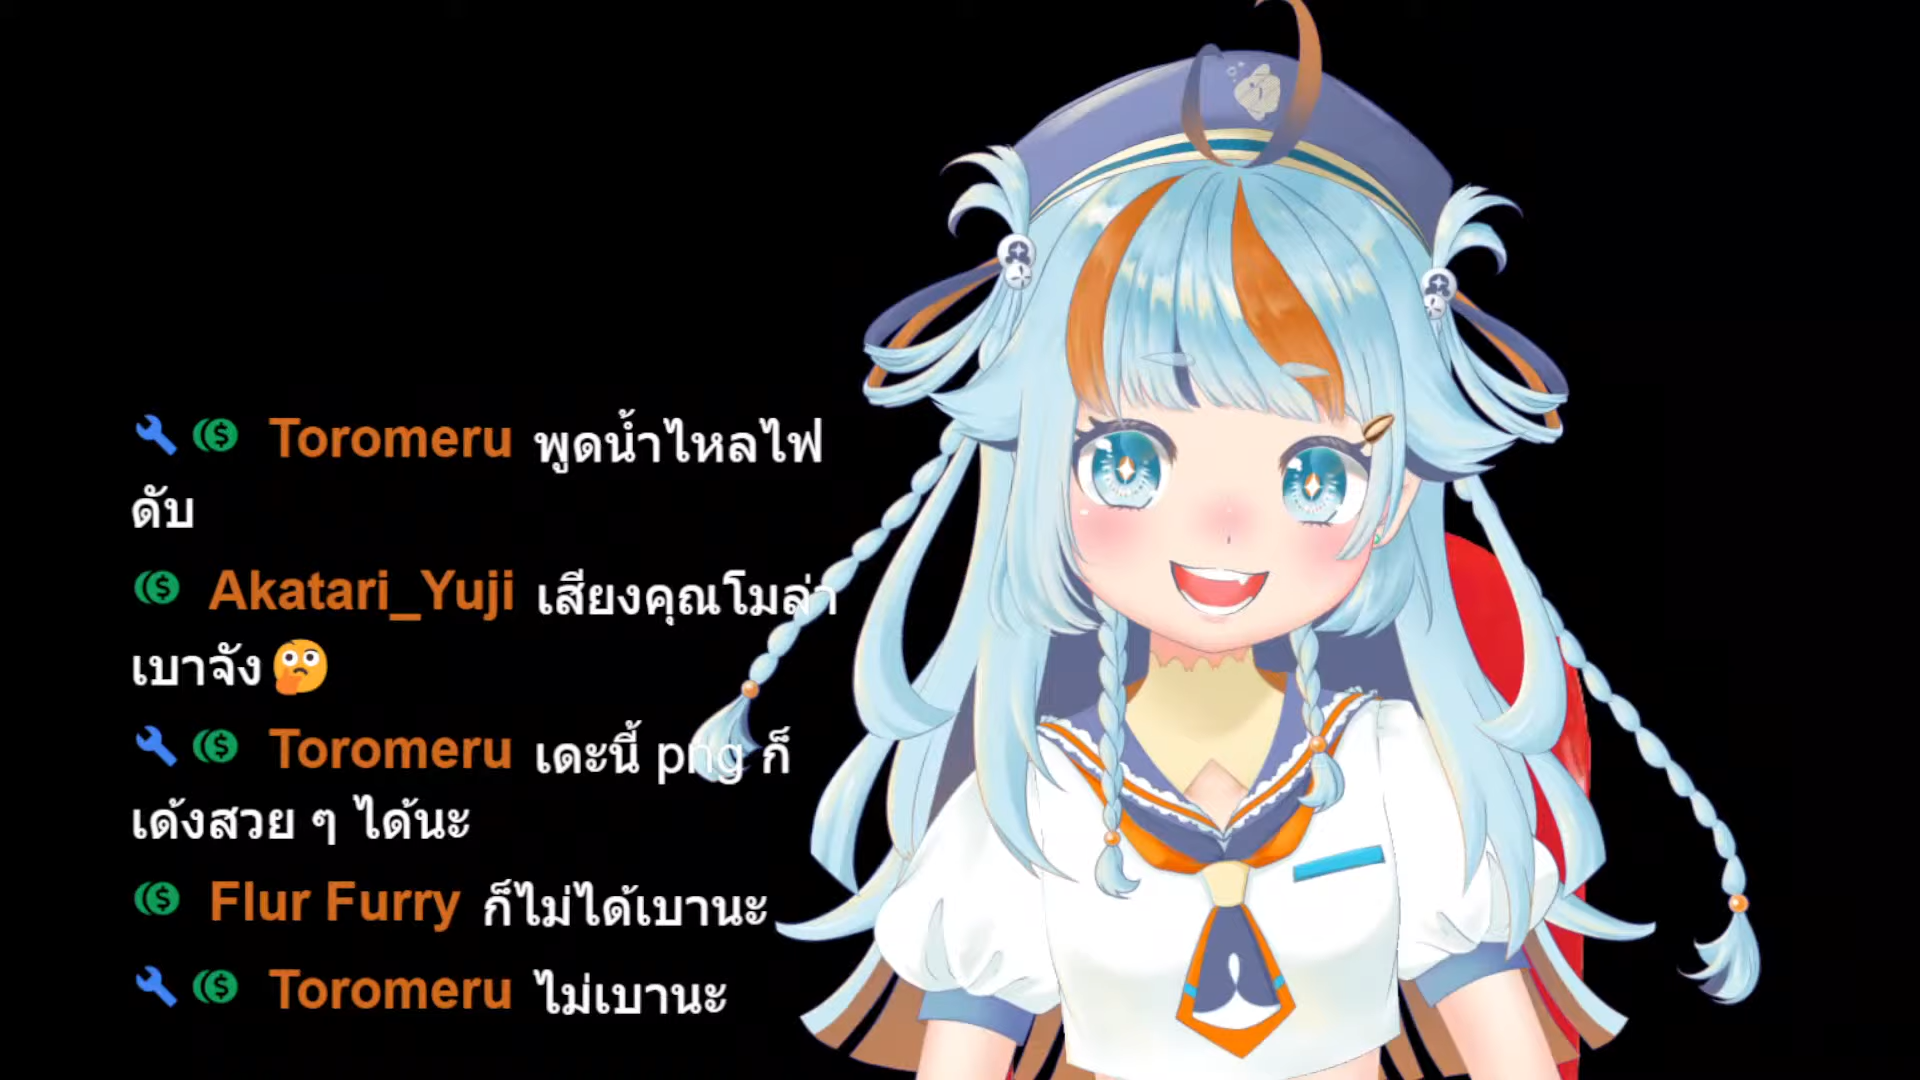 Toromeru พูดน้ำไหลไฟ
ดับ
Akatari_Yuji เสียงคุณโมล่า
เบาจัง🤔
Toromeru เดะนี้ png ก็
เด้งสวย ๆ ได้นะ
Flur Furry ก็ไม่ได้เบานะ
Toromeru ไม่เบานะ